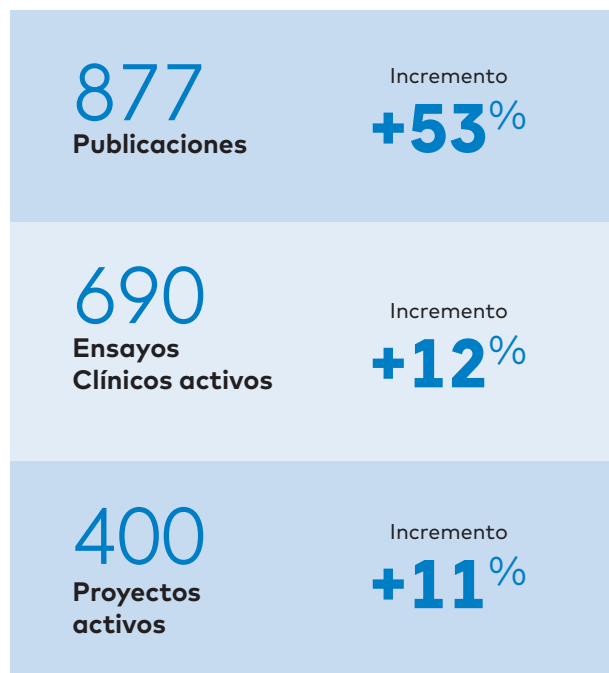 877
Publicaciones
Incremento
+53%
690
Ensayos
Clínicos activos
Incremento
+12%
400
Proyectos
activos
Incremento
+11%